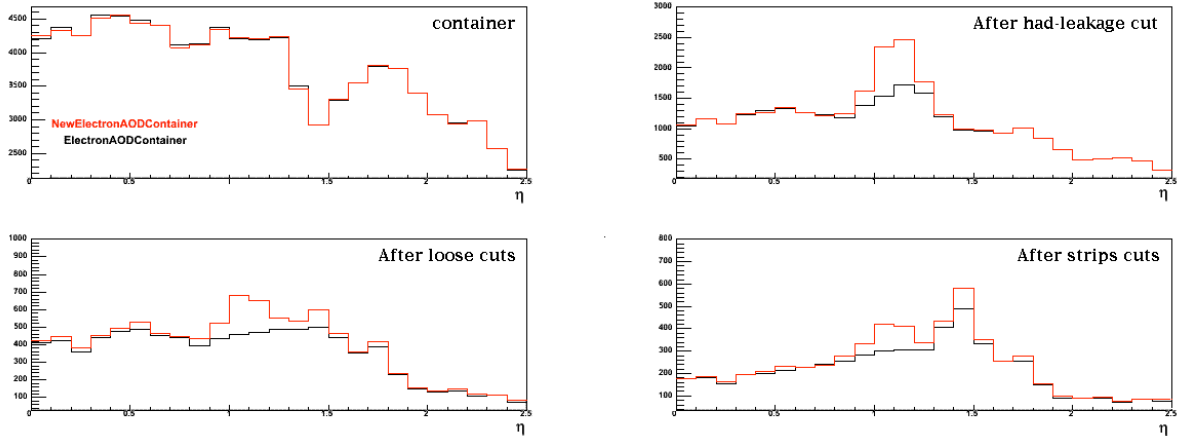 container
4500
4000
3500
3000
2500
NewElectronAODContainer
ElectronAODContainer
0 0.5 1 1.5 2 2.5
η
After had-leakage cut
3000
2500
2000
1500
1000
500
0 0.5 1 1.5 2 2.5
η
After loose cuts
1000
900
800
700
600
500
400
300
200
100
0 0.5 1 1.5 2 2.5
η
After strips cuts
800
700
600
500
400
300
200
100
0 0.5 1 1.5 2 2.5
η